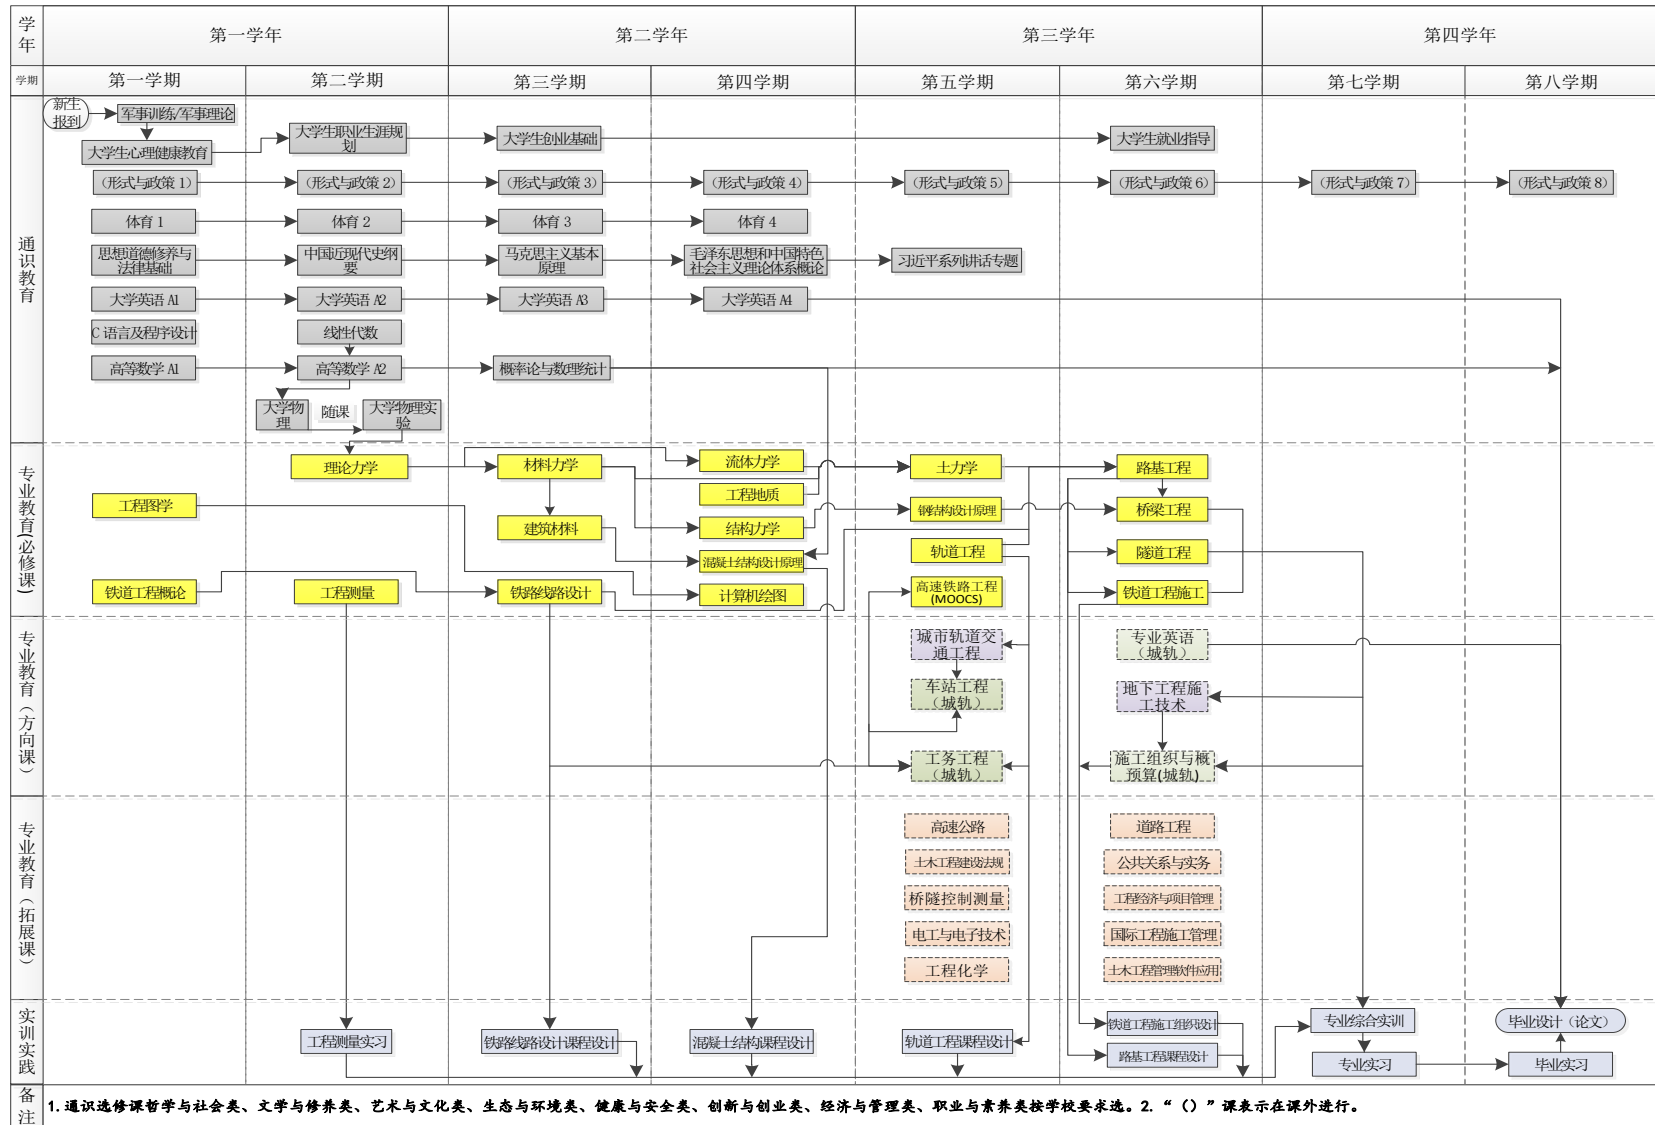 学年
第一学年
第二学年
第三学年
第四学年
学期
第一学期
第二学期
第三学期
第四学期
第五学期
第六学期
第七学期
第八学期
通识教育
新生
报到
军事训练/军事理论
大学生心理健康教育
大学生职业生涯规
划
大学生创业基础
大学生就业指导
（形式与政策 1）
（形式与政策 2）
（形式与政策 3）
（形式与政策 4）
（形式与政策 5）
（形式与政策 6）
（形式与政策 7）
（形式与政策 8）
体育 1
体育 2
体育 3
体育 4
思想道德修养与
法律基础
中国近现代史纲
要
马克思主义基本
原理
毛泽东思想和中国特色
社会主义理论体系概论
习近平系列讲话专题
大学英语 A1
大学英语 A2
大学英语 A3
大学英语 A4
C 语言及程序设计
线性代数
高等数学 A1
高等数学 A2
概率论与数理统计
大学物
理
随课
大学物理实
验
专业教育(必修课)
理论力学
材料力学
流体力学
土力学
路基工程
工程地质
工程图学
建筑材料
结构力学
钢结构设计原理
桥梁工程
混凝土结构设计原理
轨道工程
隧道工程
铁道工程概论
工程测量
铁路线路设计
计算机绘图
高速铁路工程
(MOOCS)
铁道工程施工
专业教育（方向课）
城市轨道交
通工程
专业英语
（城轨）
车站工程
（城轨）
地下工程施
工技术
工务工程
（城轨）
施工组织与概
预算(城轨)
专业教育（拓展课）
高速公路
道路工程
土木工程建设法规
公共关系与实务
桥隧控制测量
工程经济与项目管理
电工与电子技术
国际工程施工管理
工程化学
土木工程管理软件应用
实训实践
工程测量实习
铁路线路设计课程设计
混凝土结构课程设计
轨道工程课程设计
铁道工程施工组织设计
路基工程课程设计
专业综合实训
专业实习
毕业设计（论文）
毕业实习
备注
1.通识选修课哲学与社会类、文学与修养类、艺术与文化类、生态与环境类、健康与安全类、创新与创业类、经济与管理类、职业与素养类按学校要求选。2.“（）”课表示在课外进行。